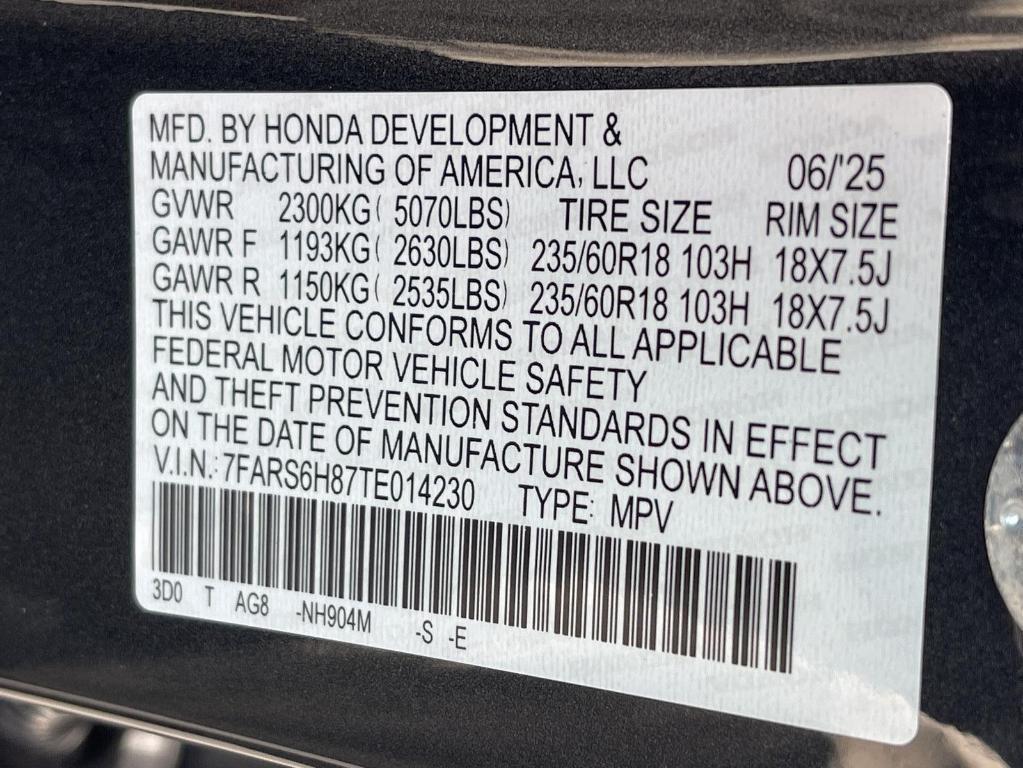 MFD. BY HONDA DEVELOPMENT &
MANUFACTURING OF AMERICA, LLC 06/'25
GVWR 2300KG( 5070LBS) TIRE SIZE RIM SIZE
GAWR F 1193KG( 2630LBS) 235/60R18 103H 18X7.5J
GAWR R 1150KG( 2535LBS) 235/60R18 103H 18X7.5J
THIS VEHICLE CONFORMS TO ALL APPLICABLE
FEDERAL MOTOR VEHICLE SAFETY
AND THEFT PREVENTION STANDARDS IN EFFECT
ON THE DATE OF MANUFACTURE SHOWN ABOVE.
V.I.N.: 7FARS6H87TE014230 TYPE: MPV
3D0 T AG8 -NH904M -S -E